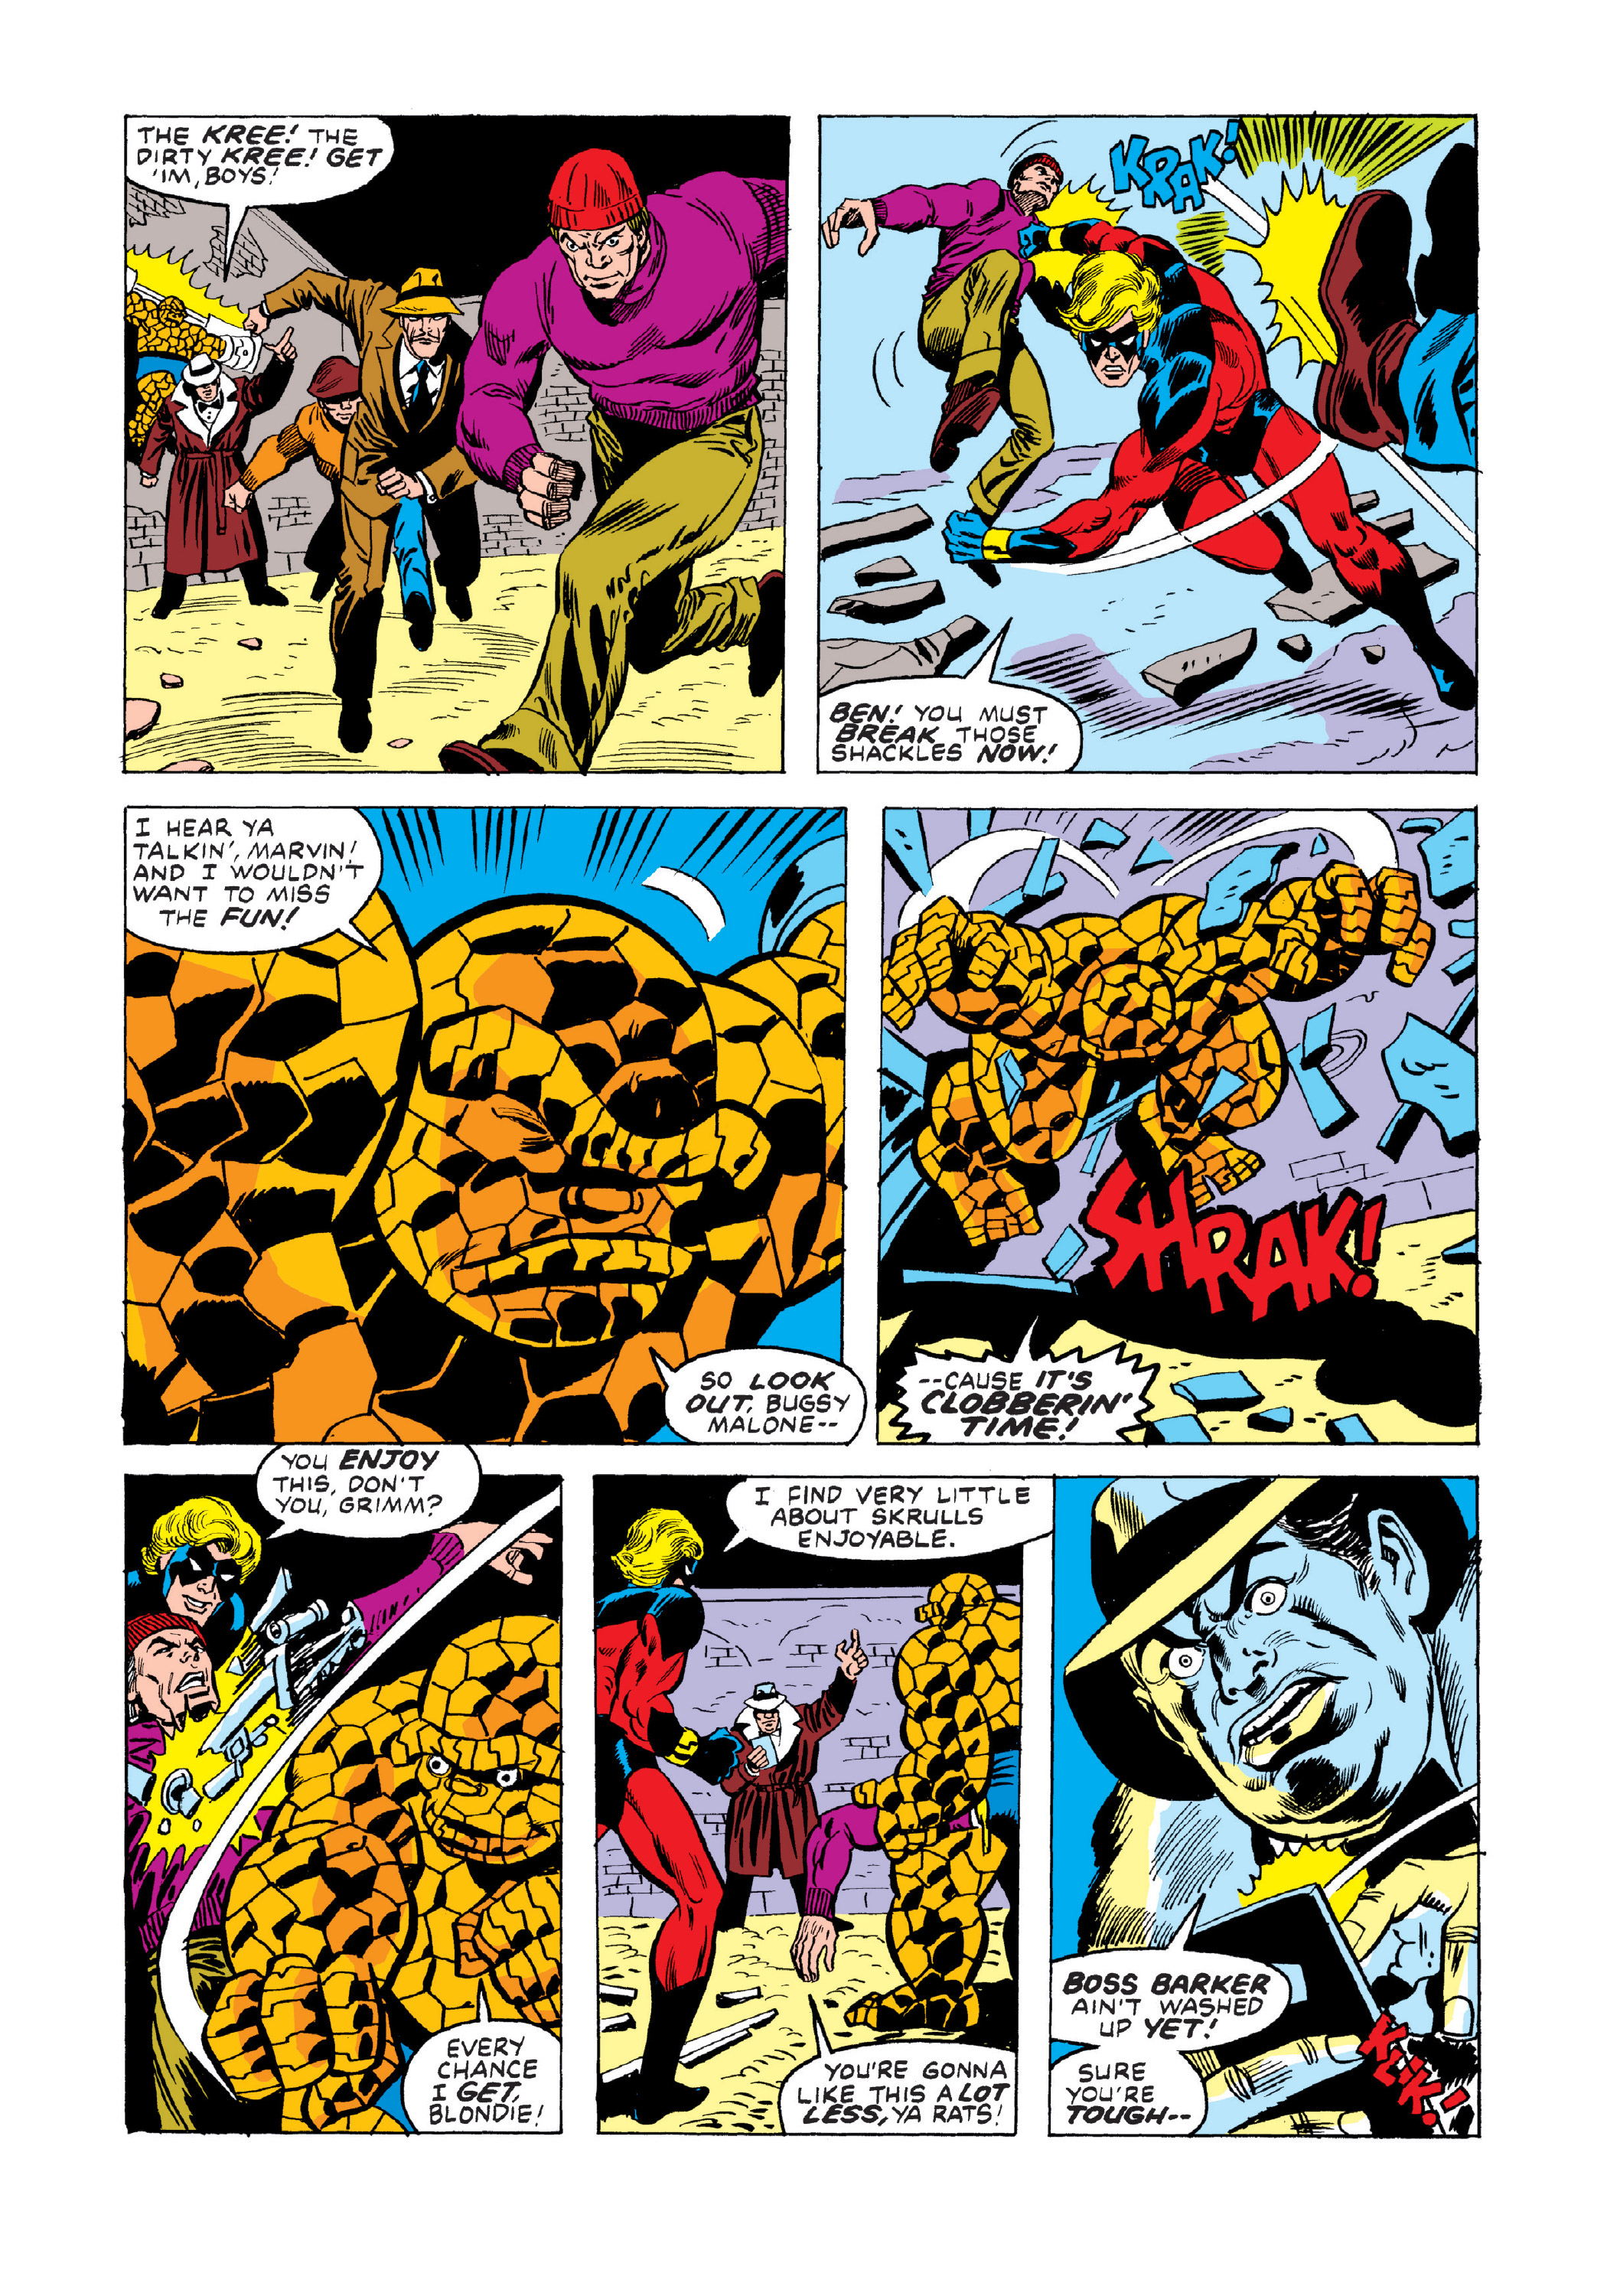 THE KREE! THE
DIRTY KREE! GET
'IM, BOYS!
KRAK!
BEN! YOU MUST
BREAK THOSE
SHACKLES NOW!
I HEAR YA
TALKIN', MARVIN!
AND I WOULDN'T
WANT TO MISS
THE FUN!
SO LOOK
OUT, BUGSY
MALONE--
SHRAK!
--CAUSE IT'S
CLOBBERIN'
TIME!
YOU ENJOY
THIS, DON'T
YOU, GRIMM?
EVERY
CHANCE
I GET,
BLONDIE!
I FIND VERY LITTLE
ABOUT SKRULLS
ENJOYABLE.
YOU'RE GONNA
LIKE THIS A LOT
LESS, YA RATS!
BOSS BARKER
AIN'T WASHED
UP YET!
SURE
YOU'RE
TOUGH--
KLIK!